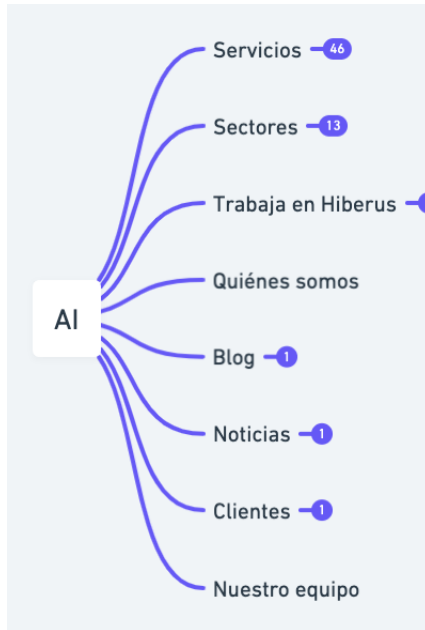 Servicios 46
Sectores 13
Trabaja en Hiberus
Quiénes somos
AI
Blog 1
Noticias 1
Clientes 1
Nuestro equipo